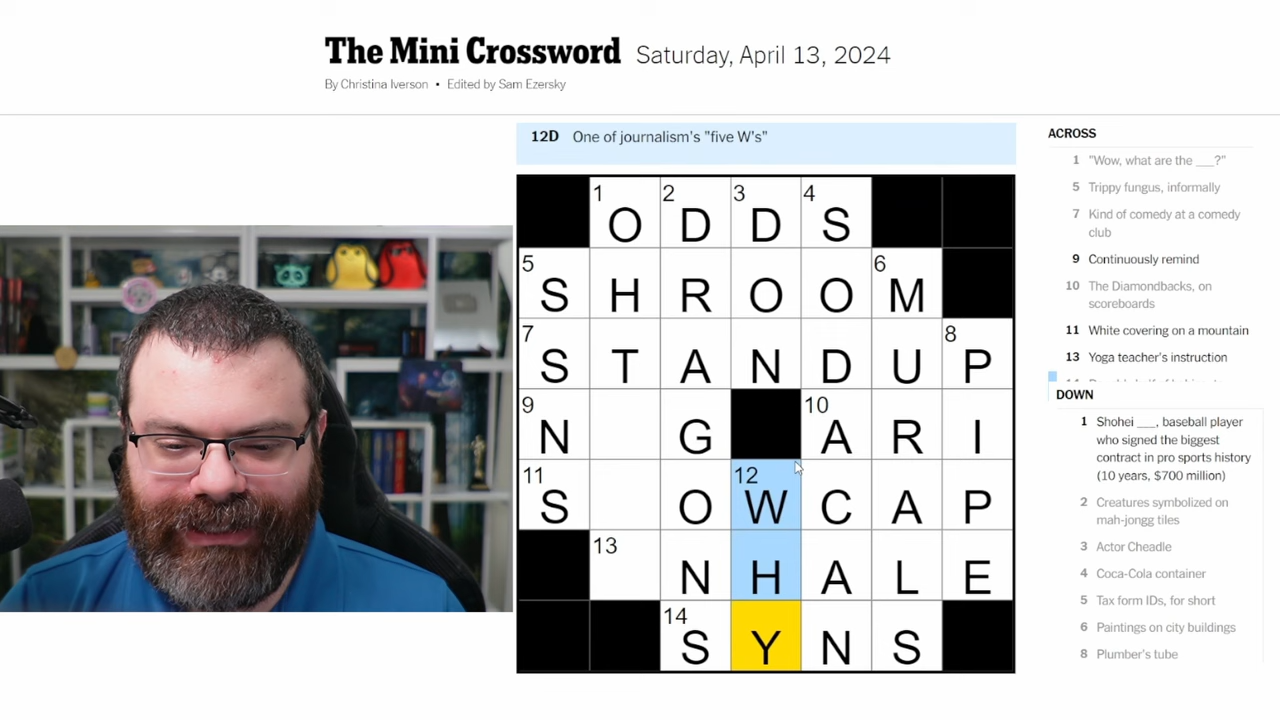 The Mini Crossword Saturday, April 13, 2024
By Christina Iverson • Edited by Sam Ezersky
12D One of journalism's "five W's"
1 2 3 4
O D D S
5 6
S H R O O M
7 8
S T A N D U P
9 10
N G A R I
11 12
S O W C A P
13
N H A L E
14
S Y N S
ACROSS
1 "Wow, what are the ___?"
5 Trippy fungus, informally
7 Kind of comedy at a comedy
club
9 Continuously remind
10 The Diamondbacks, on
scoreboards
11 White covering on a mountain
13 Yoga teacher's instruction
DOWN
1 Shohei ___, baseball player
who signed the biggest
contract in pro sports history
(10 years, $700 million)
2 Creatures symbolized on
mah-jongg tiles
3 Actor Cheadle
4 Coca-Cola container
5 Tax form IDs, for short
6 Paintings on city buildings
8 Plumber's tube